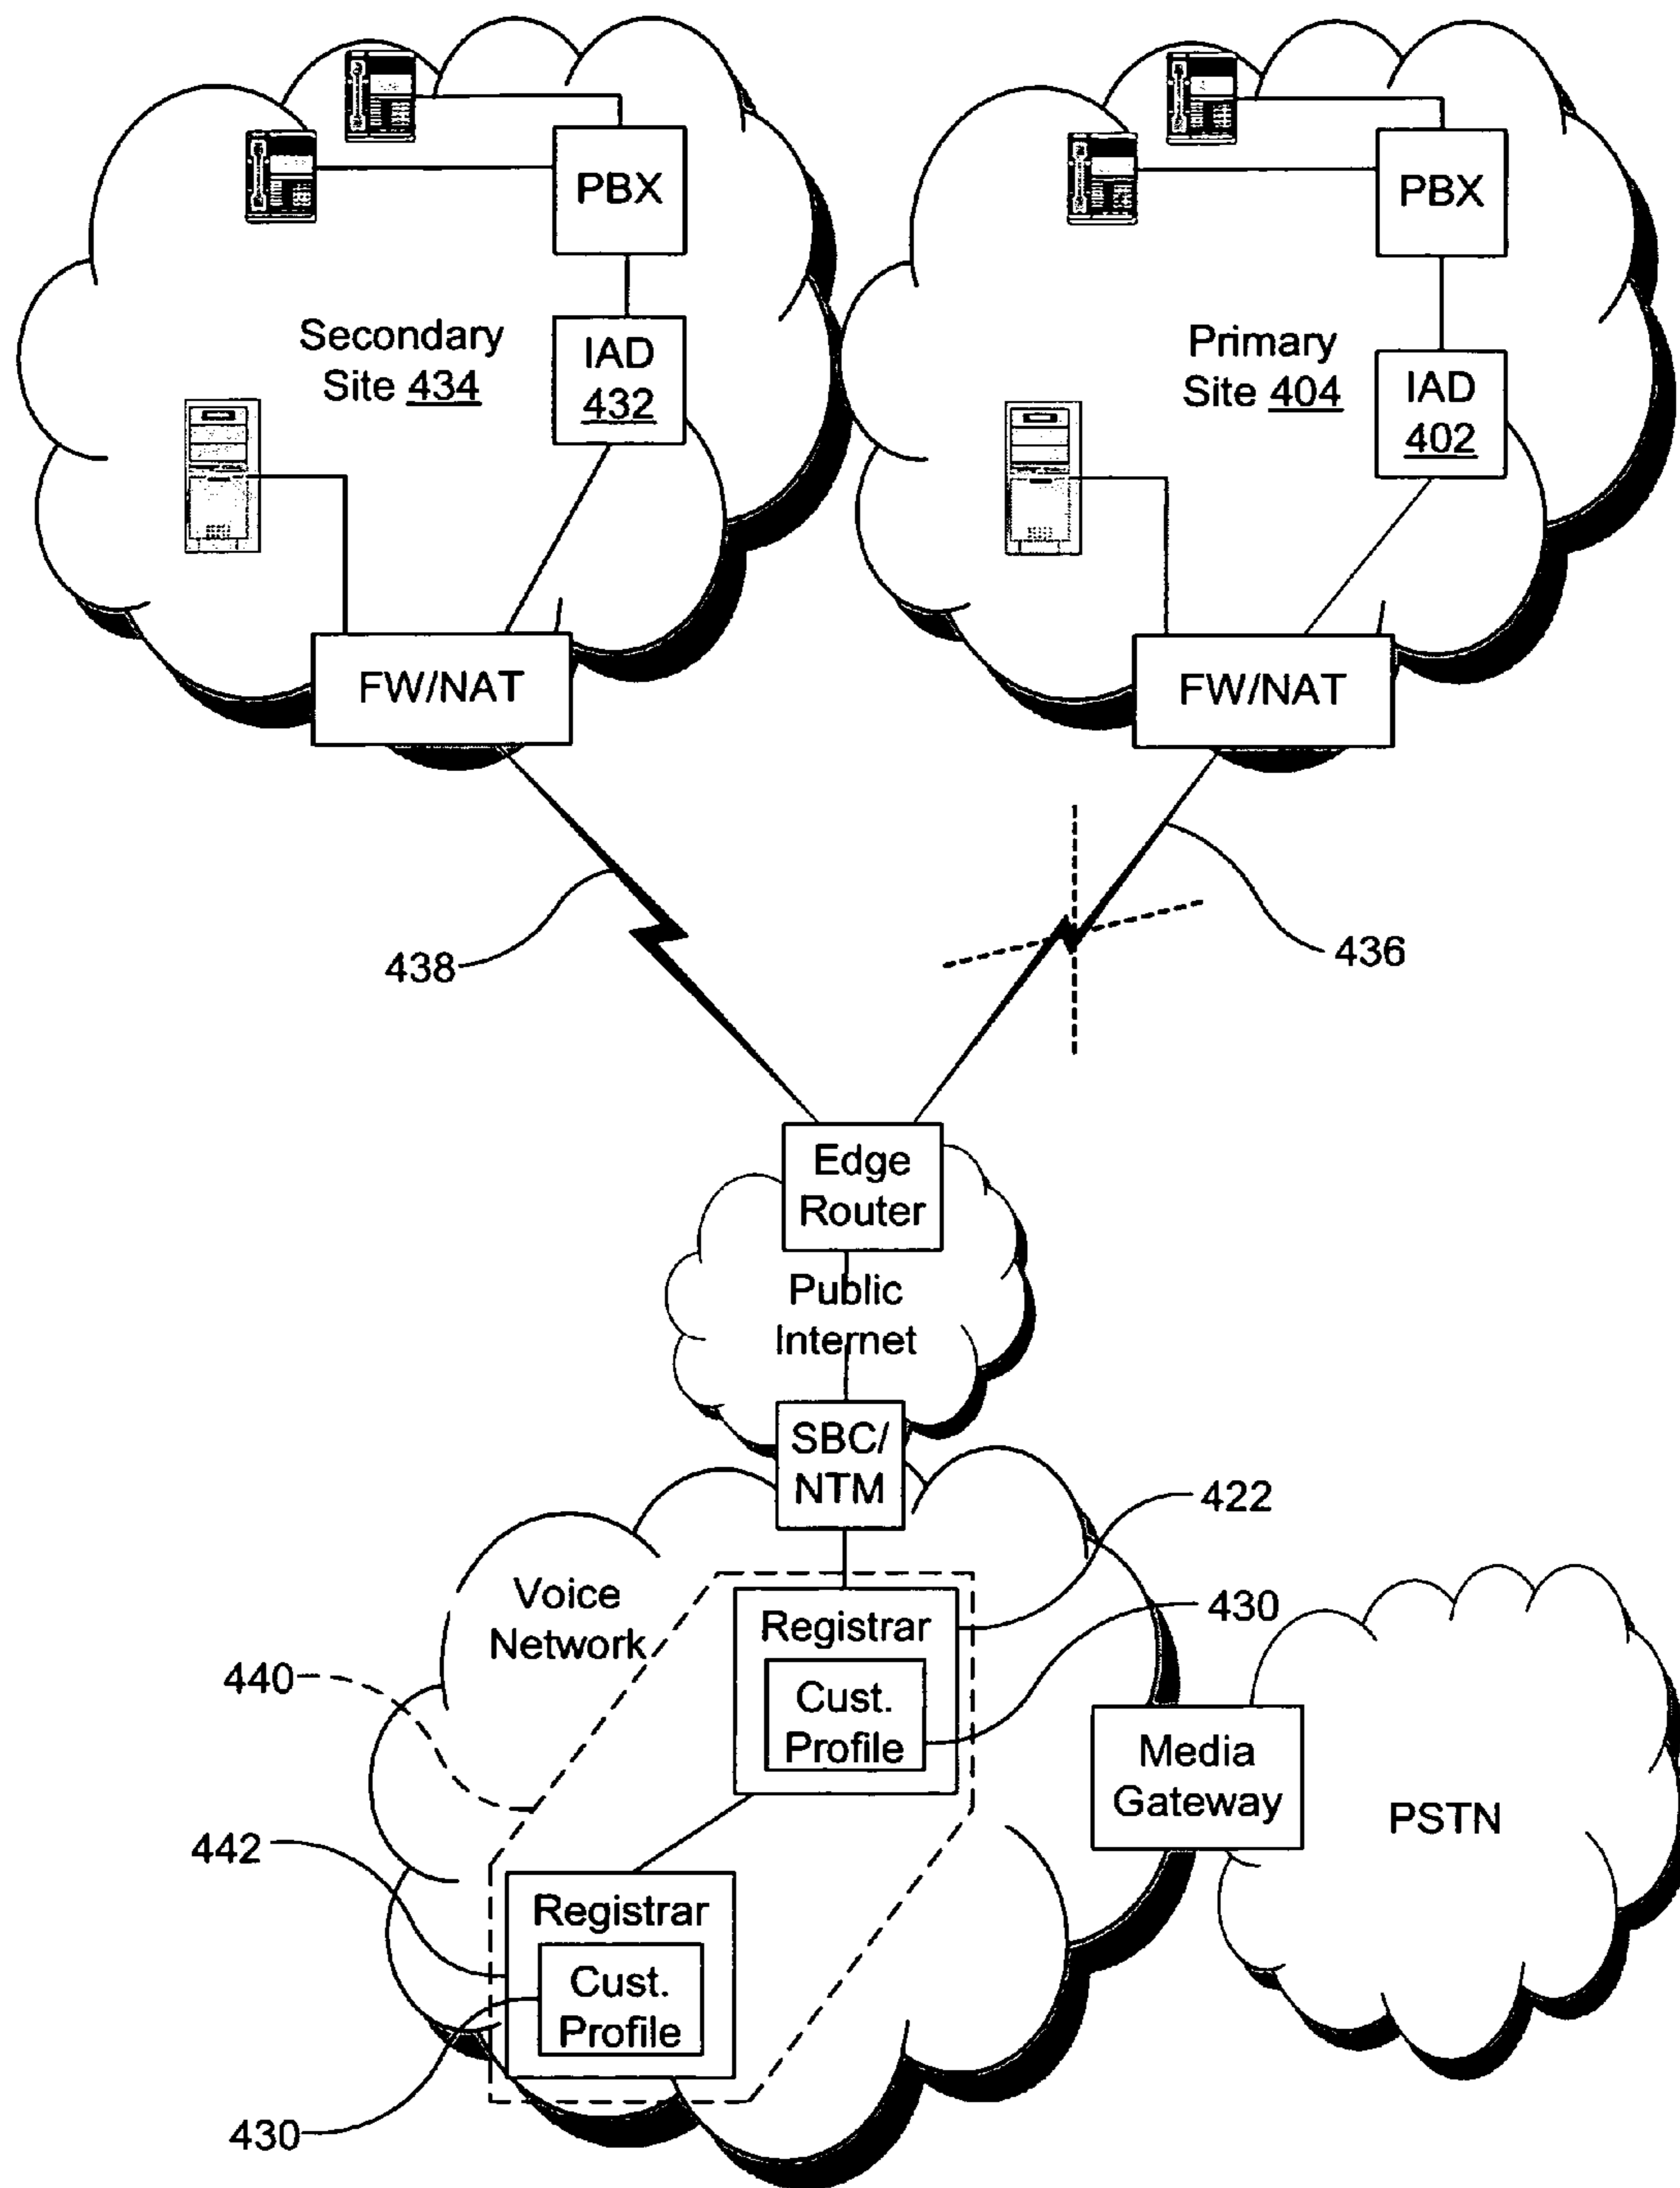 PBX
PBX
Secondary
Site 434
IAD
432
Primary
Site 404
IAD
402
FW/NAT
FW/NAT
438
436
Edge
Router
Public
Internet
SBC/
NTM
422
Voice
Network
Registrar
430
440
Cust.
Profile
Media
Gateway
PSTN
442
Registrar
Cust.
Profile
430